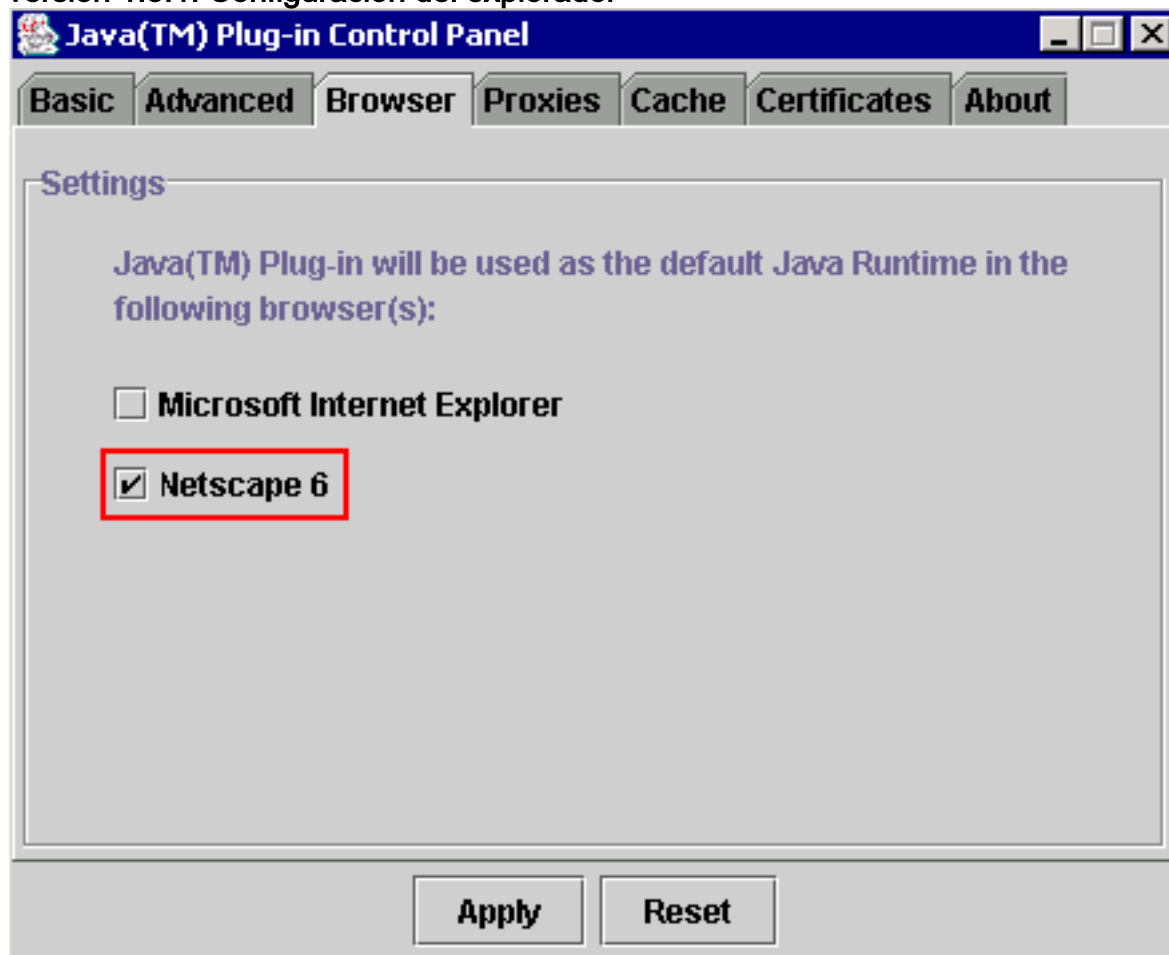 Java(TM) Plug-in Control Panel
Basic Advanced Browser Proxies Cache Certificates About
Settings
Java(TM) Plug-in will be used as the default Java Runtime in the
following browser(s):
Microsoft Internet Explorer
Netscape 6
Apply Reset